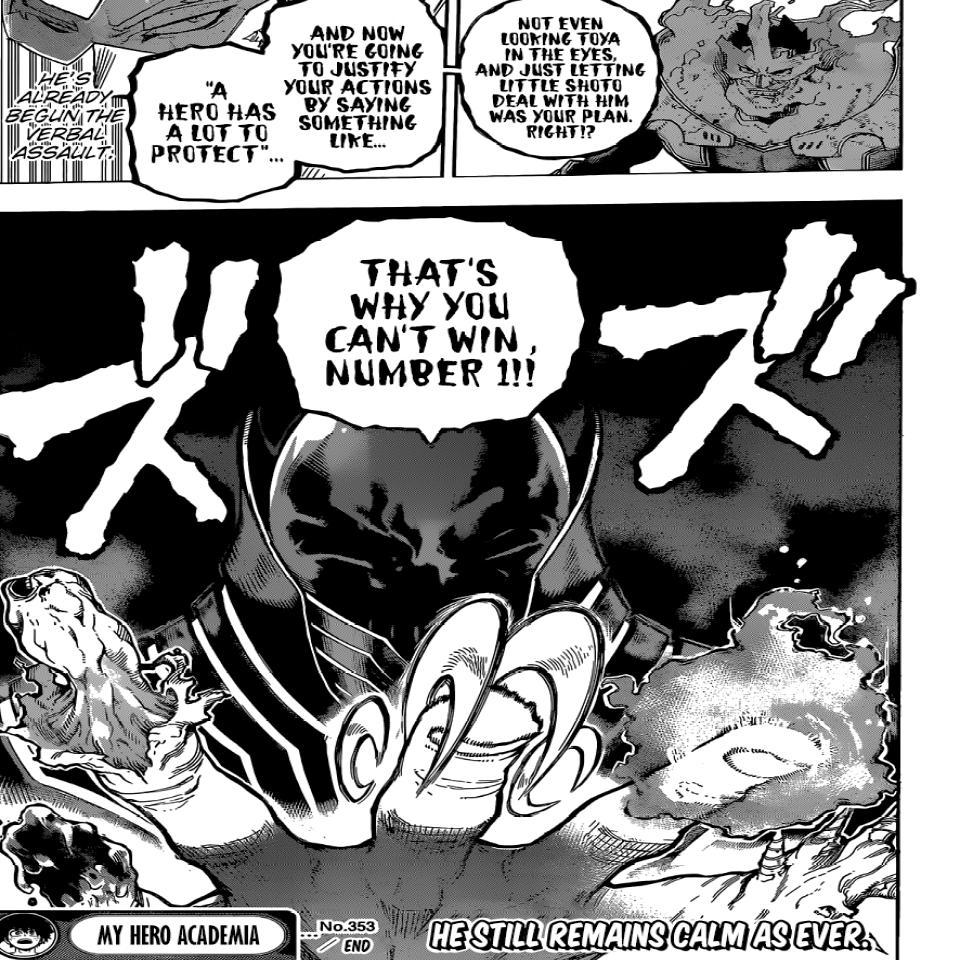 NOT EVEN
LOOKING TOYA
IN THE EYES,
AND JUST LETTING
LITTLE SHOTO
DEAL WITH HIM
WAS YOUR PLAN.
RIGHT!?
AND NOW
YOU'RE GOING
TO JUSTIFY
YOUR ACTIONS
BY SAYING
SOMETHING
LIKE...
"A
HERO HAS
A LOT TO
PROTECT"...
HE'S
ALREADY
BEGUN THE
VERBAL
ASSAULT.
THAT'S
WHY YOU
CAN'T WIN,
NUMBER 1!!
ズズ
MY HERO ACADEMIA
No.353
END
HE STILL REMAINS CALM AS EVER.